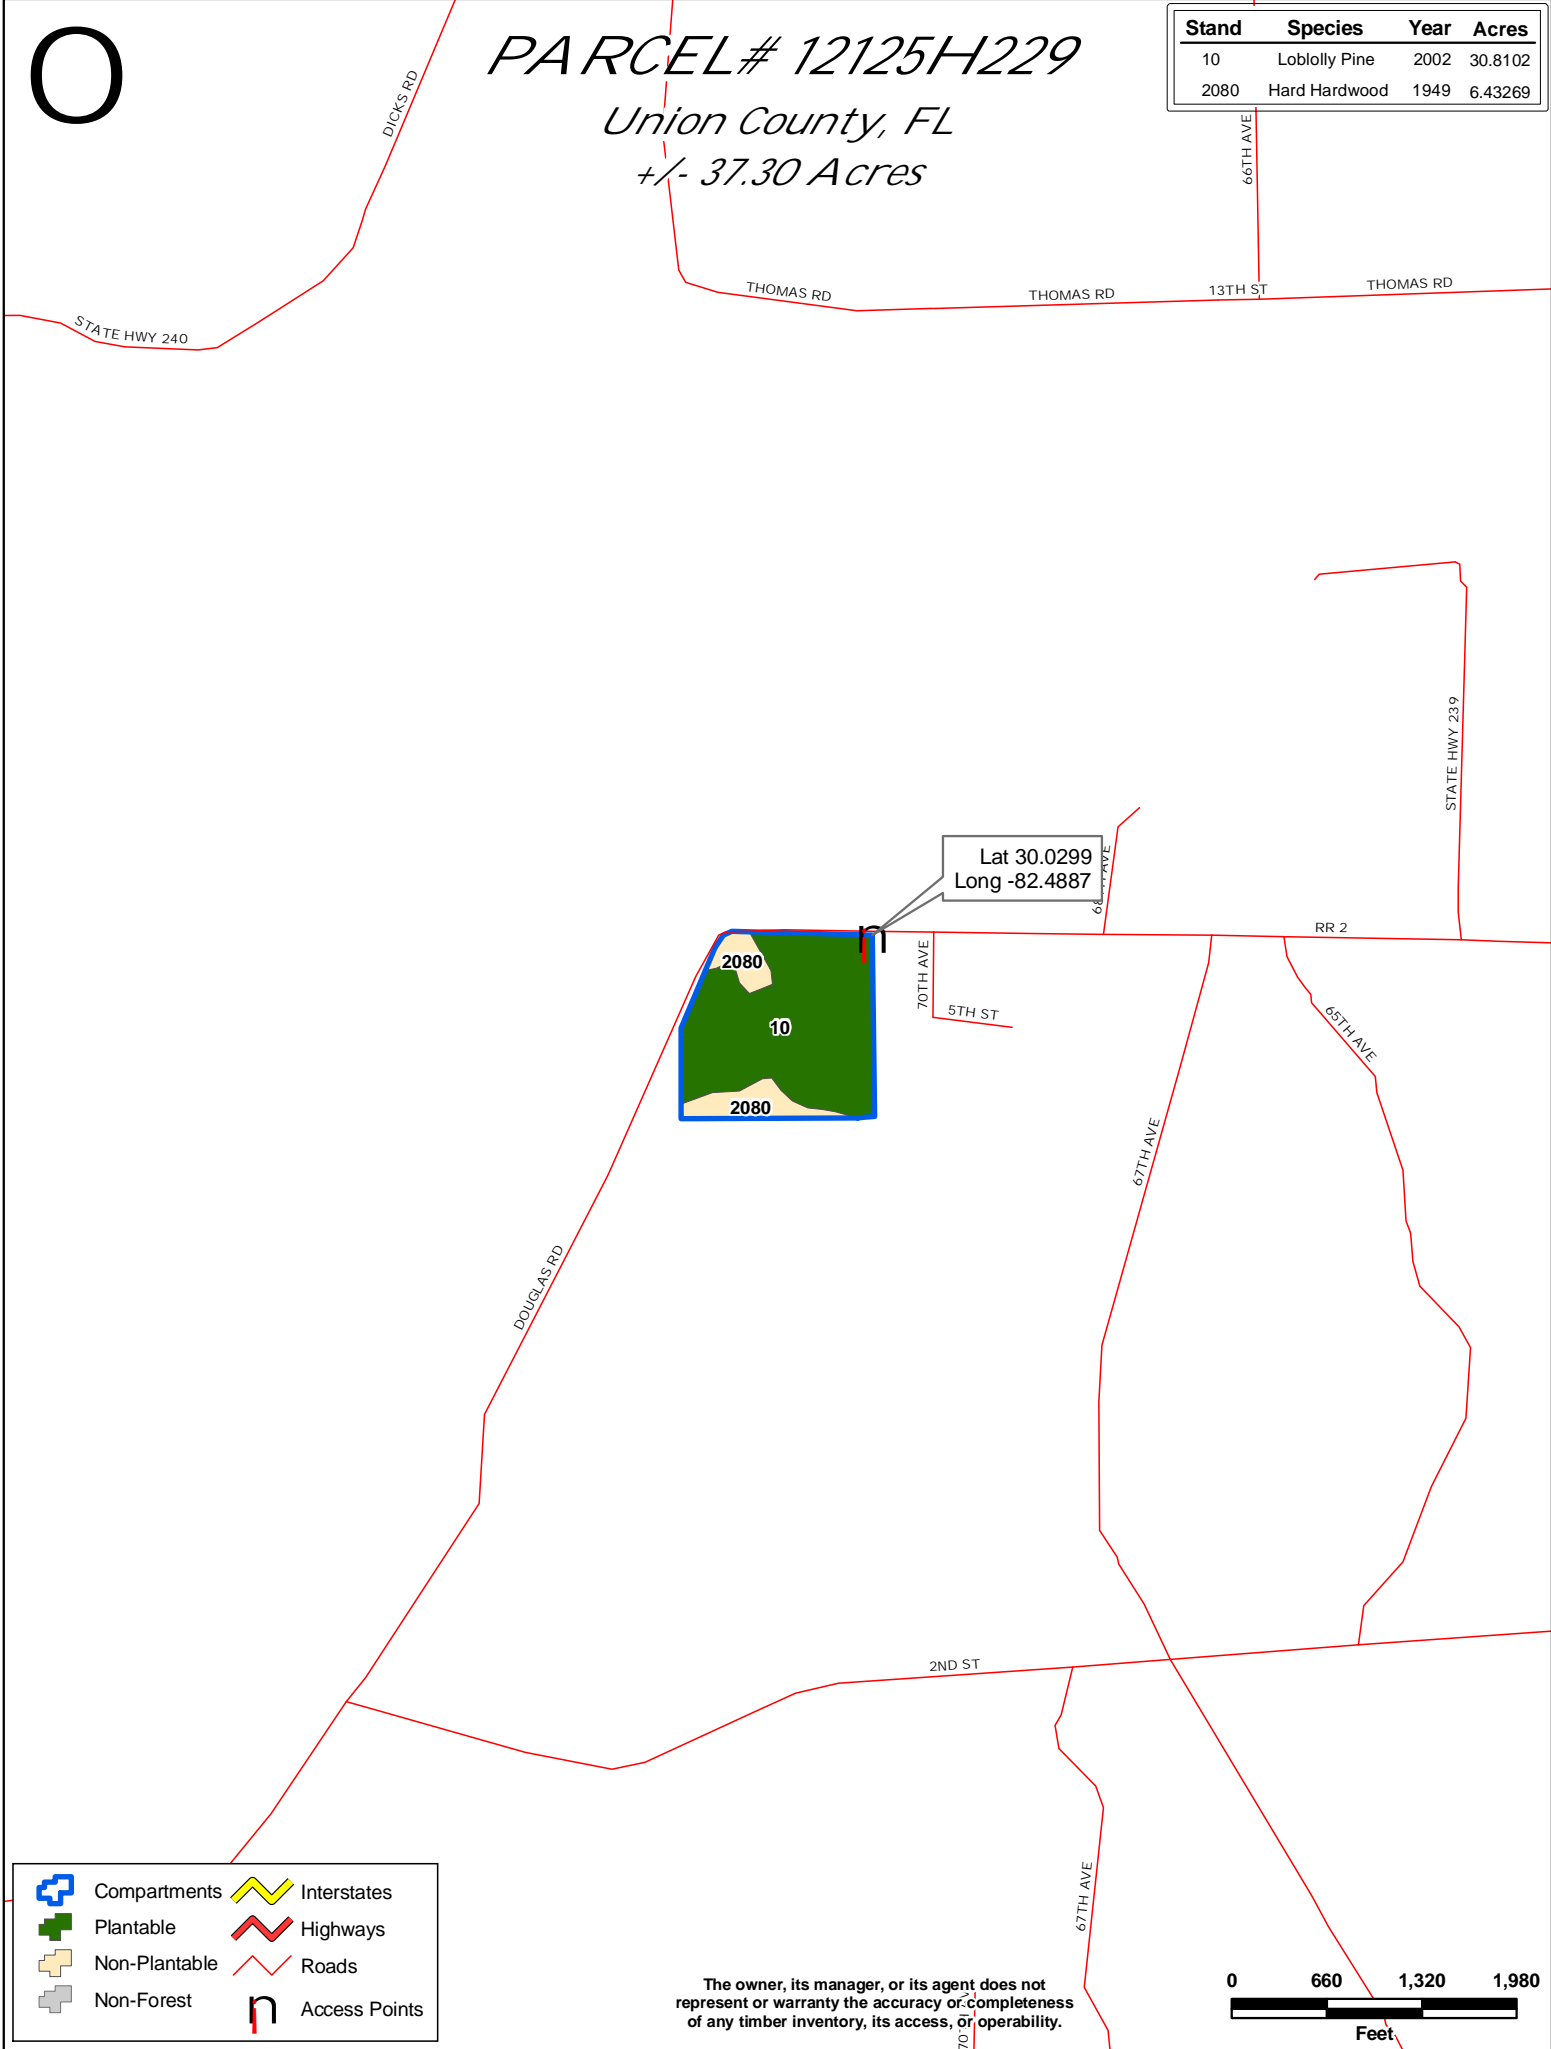 O
PARCEL# 12125H229
Union County, FL
+/- 37.30 Acres
Stand Species Year Acres
10 Loblolly Pine 2002 30.8102
2080 Hard Hardwood 1949 6.43269
DICKS RD
66TH AVE
STATE HWY 240
THOMAS RD
THOMAS RD
13TH ST
THOMAS RD
STATE HWY 239
Lat 30.0299
Long -82.4887
AVE
RR 2
n
2080
70TH AVE
5TH ST
10
65TH AVE
2080
67TH AVE
DOUGLAS RD
2ND ST
67TH AVE
Compartments Interstates
Plantable Highways
Non-Plantable Roads
Non-Forest n Access Points
The owner, its manager, or its agent does not
represent or warranty the accuracy or completeness
of any timber inventory, its access, or operability.
0 660 1,320 1,980
Feet